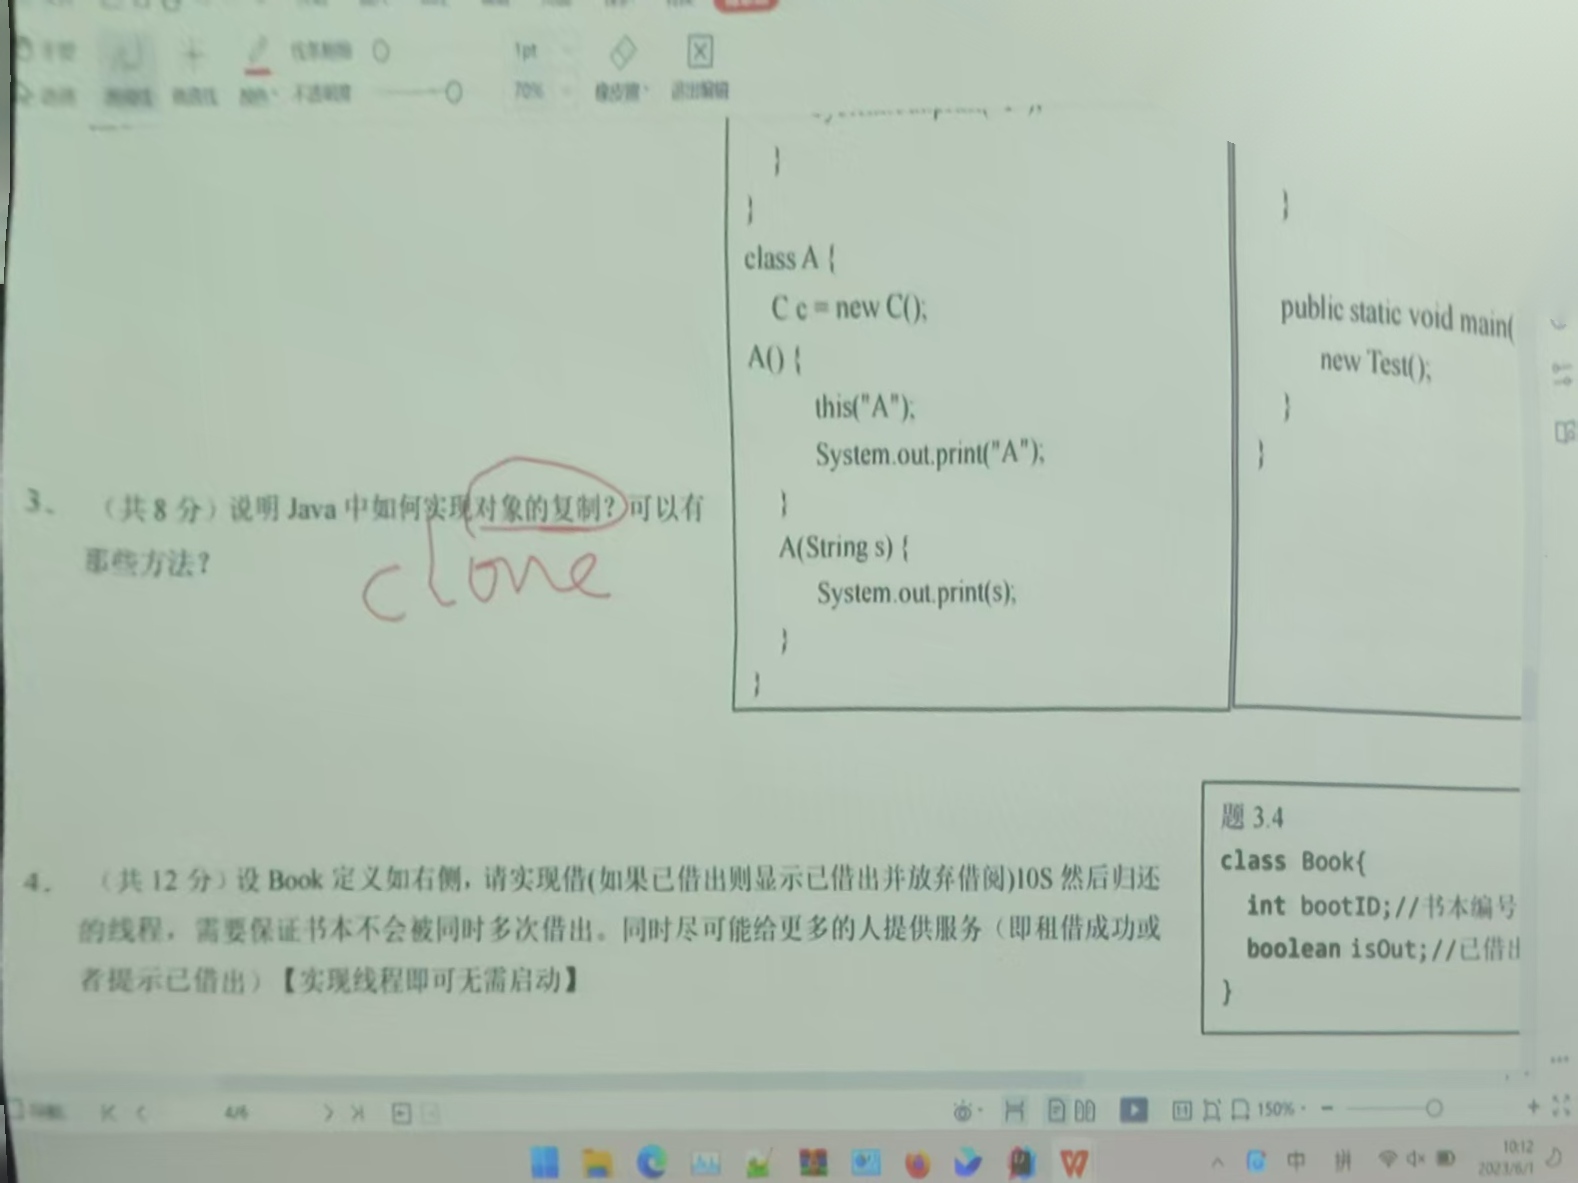 1pt
70%
橡皮擦
退出编辑
}
}
class A {
C c = new C();
A() {
this("A");
System.out.print("A");
}
A(String s) {
System.out.print(s);
}
}
}
public static void main(
new Test();
}
}
3、（共 8 分）说明 Java 中如何实现对象的复制？可以有
那些方法？
clone
题 3.4
class Book{
int bootID;//书本编号
boolean isOut;//已借出
}
4.（共 12 分）设 Book 定义如右侧，请实现借(如果已借出则显示已借出并放弃借阅)10S 然后归还
的线程，需要保证书本不会被同时多次借出。同时尽可能给更多的人提供服务（即租借成功或
者提示已借出）【实现线程即可无需启动】
4/6
150%
中
拼
10:12
2023/6/1